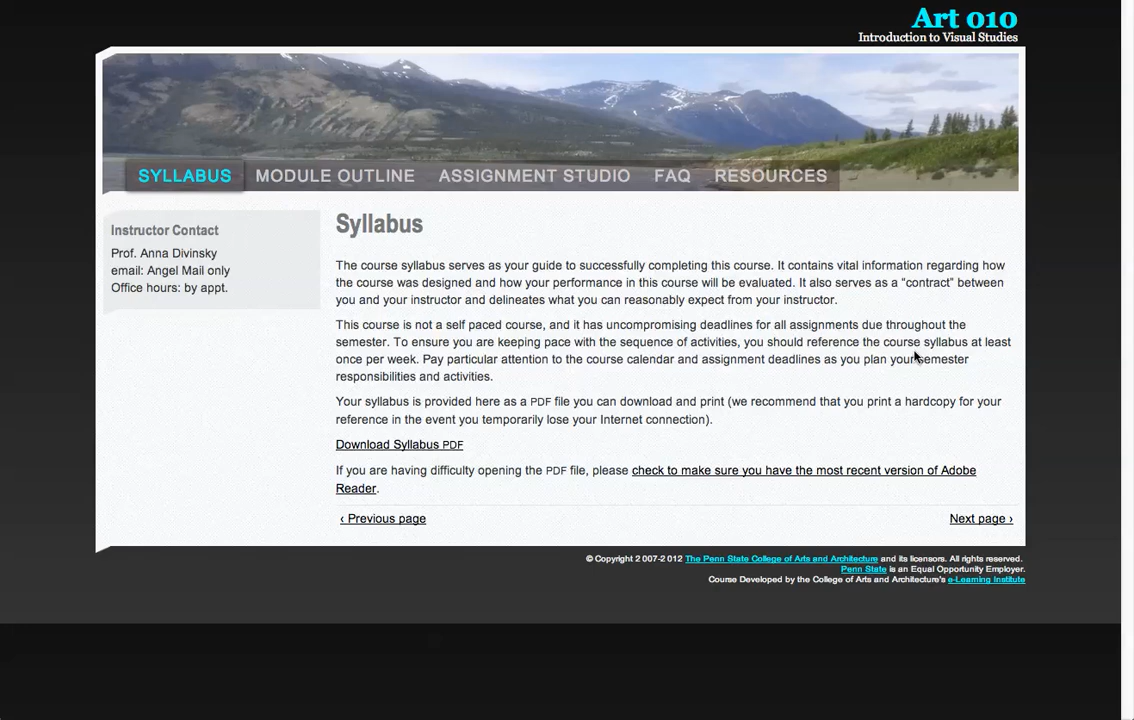 Art 010
Introduction to Visual Studies
SYLLABUS MODULE OUTLINE ASSIGNMENT STUDIO FAQ RESOURCES
Instructor Contact
Prof. Anna Divinsky
email: Angel Mail only
Office hours: by appt.
Syllabus
The course syllabus serves as your guide to successfully completing this course. It contains vital information regarding how
the course was designed and how your performance in this course will be evaluated. It also serves as a “contract” between
you and your instructor and delineates what you can reasonably expect from your instructor.
This course is not a self paced course, and it has uncompromising deadlines for all assignments due throughout the
semester. To ensure you are keeping pace with the sequence of activities, you should reference the course syllabus at least
once per week. Pay particular attention to the course calendar and assignment deadlines as you plan your semester
responsibilities and activities.
Your syllabus is provided here as a PDF file you can download and print (we recommend that you print a hardcopy for your
reference in the event you temporarily lose your Internet connection).
Download Syllabus PDF
If you are having difficulty opening the PDF file, please check to make sure you have the most recent version of Adobe
Reader.
‹ Previous page Next page ›
© Copyright 2007-2012 The Penn State College of Arts and Architecture and its licensors. All rights reserved.
Penn State is an Equal Opportunity Employer.
Course Developed by the College of Arts and Architecture's e-Learning Institute